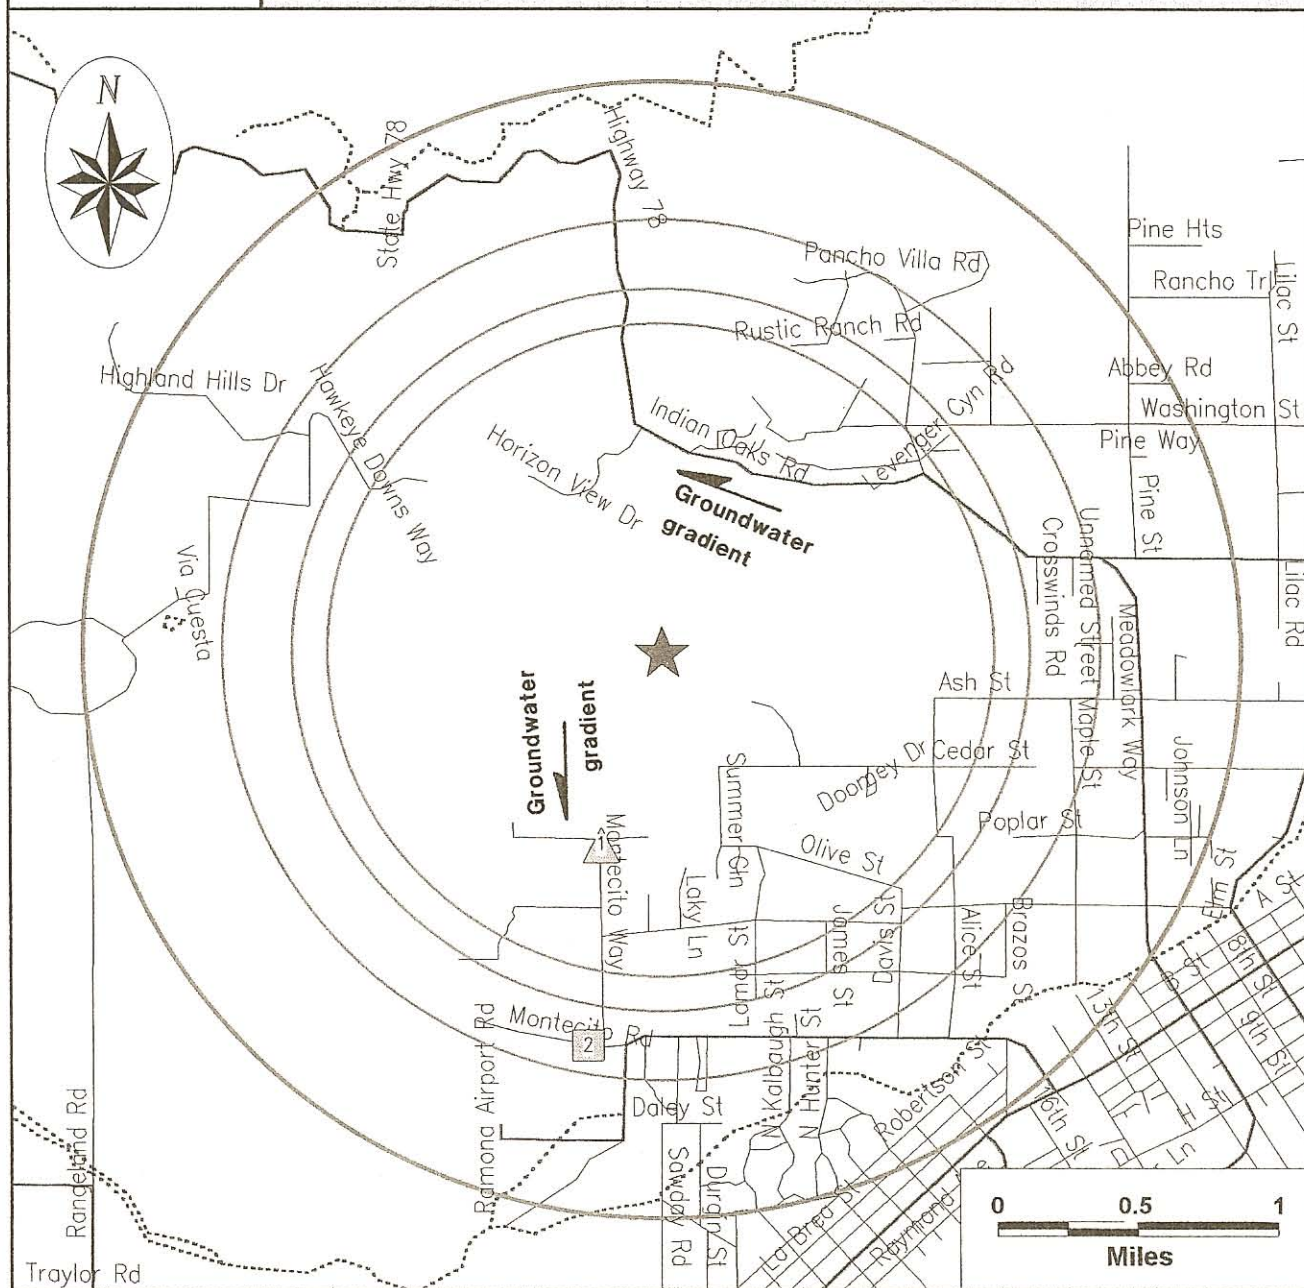 N
State Hwy 78
Highway 78
Pancho Villa Rd
Pine Hts
Rancho Trl
Lilac St
Rustic Ranch Rd
Highland Hills Dr
Hawkeye Downs Way
Abbey Rd
Washington St
Indian Oaks Rd
Levenger Cyn Rd
Horizon View Dr
Pine Way
Pine St
Groundwater
gradient
Unnamed Street
Crosswinds Rd
Via Cuesta
Lilac Rd
Meadowlark Way
Ash St
Groundwater
gradient
Maple St
Cedar St
Doomey Dr
Summer Gln
Johnson Ln
Poplar St
Montecito Way
1
Olive St
Elm St
A St
Laky Ln
Lamar St
James St
Davis St
Alice St
Brazos St
B St
8th St
9th St
13th St
Montecito Rd
2
Ramona Airport Rd
N Kalbaugh St
N Hunter St
Robertson St
H St
16th St
D
Ln
Daley St
Rangeland Rd
Sawday Rd
Durgin St
La Brea St
Raymond
Traylor Rd
0 0.5 1
Miles